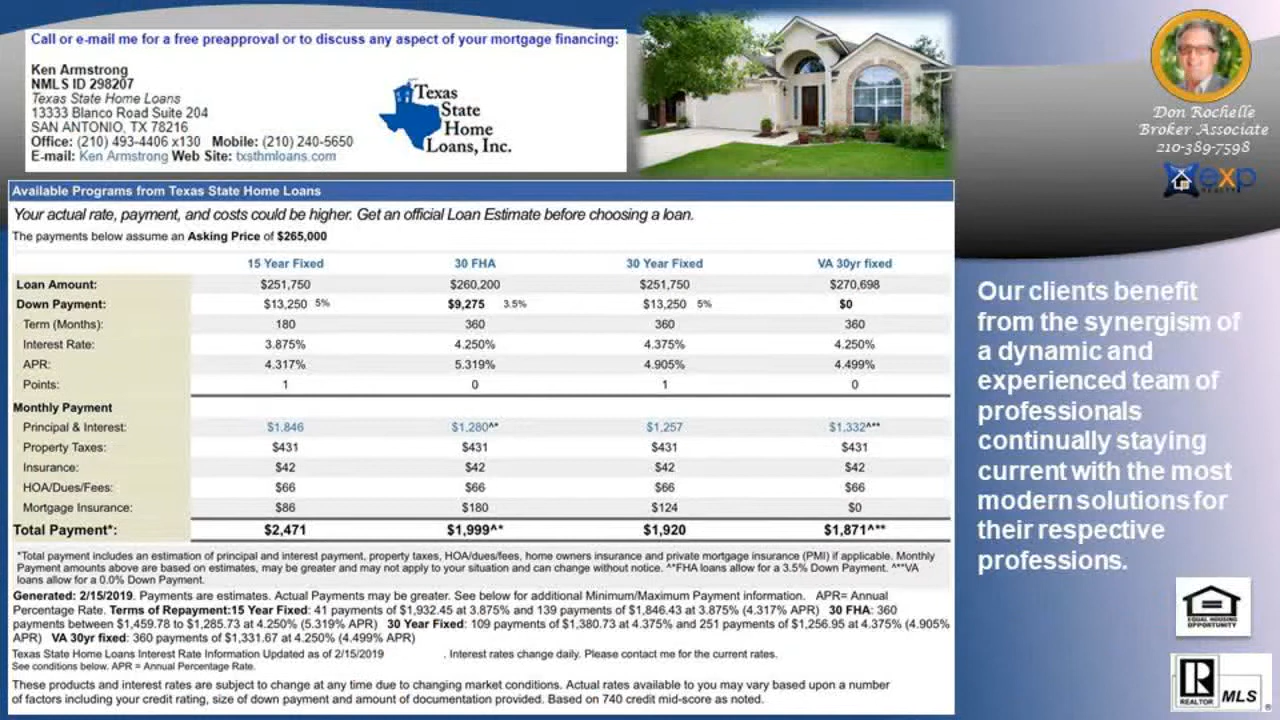 Call or e-mail me for a free preapproval or to discuss any aspect of your mortgage financing:
Ken Armstrong
NMLS ID 298207
Texas State Home Loans
13333 Blanco Road Suite 204
SAN ANTONIO, TX 78216
Office: (210) 493-4406 x130 Mobile: (210) 240-5650
E-mail: Ken Armstrong Web Site: txsthmloans.com
Texas
State
Home
Loans, Inc.
Don Rochelle
Broker Associate
210-389-7598
exp
REALTY
Available Programs from Texas State Home Loans
Your actual rate, payment, and costs could be higher. Get an official Loan Estimate before choosing a loan.
The payments below assume an Asking Price of $265,000
15 Year Fixed 30 FHA 30 Year Fixed VA 30yr fixed
Loan Amount: $251,750 $260,200 $251,750 $270,698
Down Payment: $13,250 5% $9,275 3.5% $13,250 5% $0
Term (Months): 180 360 360 360
Interest Rate: 3.875% 4.250% 4.375% 4.250%
APR: 4.317% 5.319% 4.905% 4.499%
Points: 1 0 1 0
Monthly Payment
Principal & Interest: $1,846 $1,280^* $1,257 $1,332^**
Property Taxes: $431 $431 $431 $431
Insurance: $42 $42 $42 $42
HOA/Dues/Fees: $66 $66 $66 $66
Mortgage Insurance: $86 $180 $124 $0
Total Payment*: $2,471 $1,999^* $1,920 $1,871^**
*Total payment includes an estimation of principal and interest payment, property taxes, HOA/dues/fees, home owners insurance and private mortgage insurance (PMI) if applicable. Monthly
Payment amounts above are based on estimates, may be greater and may not apply to your situation and can change without notice. ^*FHA loans allow for a 3.5% Down Payment. ^**VA
loans allow for a 0.0% Down Payment.
Generated: 2/15/2019. Payments are estimates. Actual Payments may be greater. See below for additional Minimum/Maximum Payment information. APR= Annual
Percentage Rate. Terms of Repayment:15 Year Fixed: 41 payments of $1,932.45 at 3.875% and 139 payments of $1,846.43 at 3.875% (4.317% APR) 30 FHA: 360
payments between $1,459.78 to $1,285.73 at 4.250% (5.319% APR) 30 Year Fixed: 109 payments of $1,380.73 at 4.375% and 251 payments of $1,256.95 at 4.375% (4.905%
APR) VA 30yr fixed: 360 payments of $1,331.67 at 4.250% (4.499% APR)
Texas State Home Loans Interest Rate Information Updated as of 2/15/2019 . Interest rates change daily. Please contact me for the current rates.
See conditions below. APR = Annual Percentage Rate.
These products and interest rates are subject to change at any time due to changing market conditions. Actual rates available to you may vary based upon a number
of factors including your credit rating, size of down payment and amount of documentation provided. Based on 740 credit mid-score as noted.
Our clients benefit
from the synergism of
a dynamic and
experienced team of
professionals
continually staying
current with the most
modern solutions for
their respective
professions.
EQUAL HOUSING
OPPORTUNITY
R
REALTOR
MLS
®